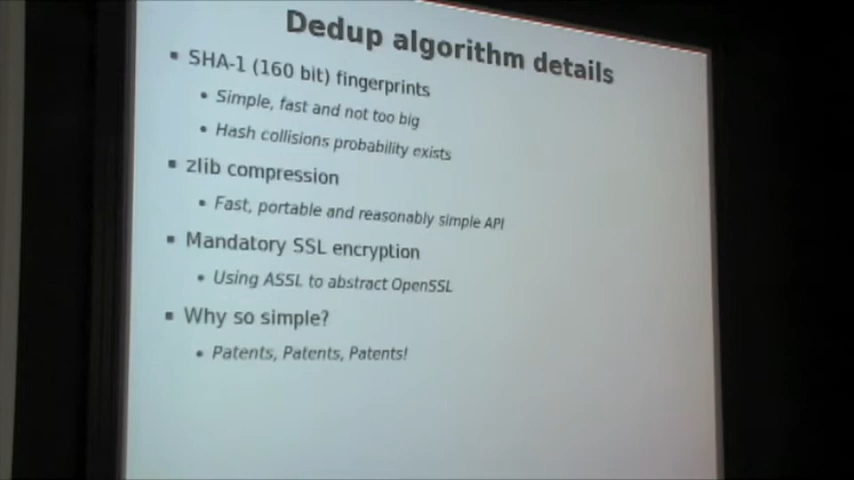 Dedup algorithm details
SHA-1 (160 bit) fingerprints
Simple, fast and not too big
Hash collisions probability exists
zlib compression
Fast, portable and reasonably simple API
Mandatory SSL encryption
Using ASSL to abstract OpenSSL
Why so simple?
Patents, Patents, Patents!